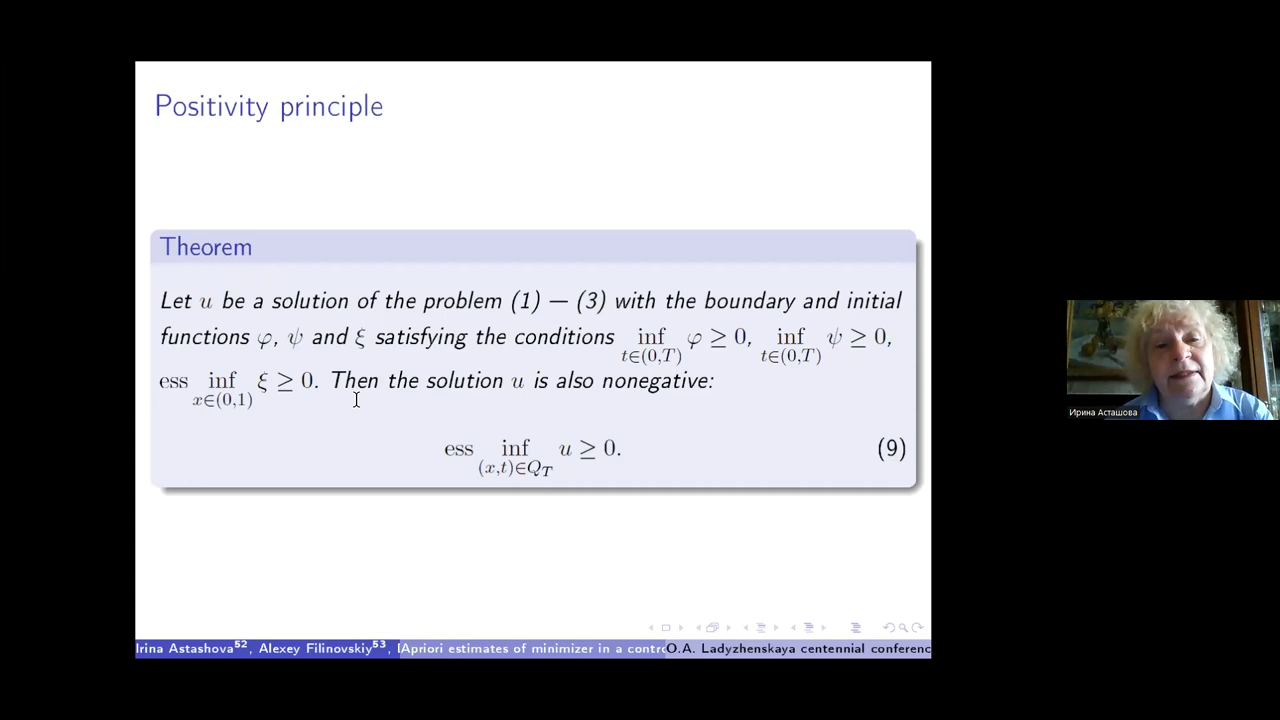 Positivity principle
Theorem
Let u be a solution of the problem (1) — (3) with the boundary and initial
functions φ, ψ and ξ satisfying the conditions inf_{t∈(0,T)} φ ≥ 0, inf_{t∈(0,T)} ψ ≥ 0,
ess inf_{x∈(0,1)} ξ ≥ 0. Then the solution u is also nonnegative:
ess inf_{(x,t)∈Q_T} u ≥ 0. (9)
Ирина Асташова
Irina Astashova52, Alexey Filinovskiy53, Apriori estimates of minimizer in a O.A. Ladyzhenskaya centennial